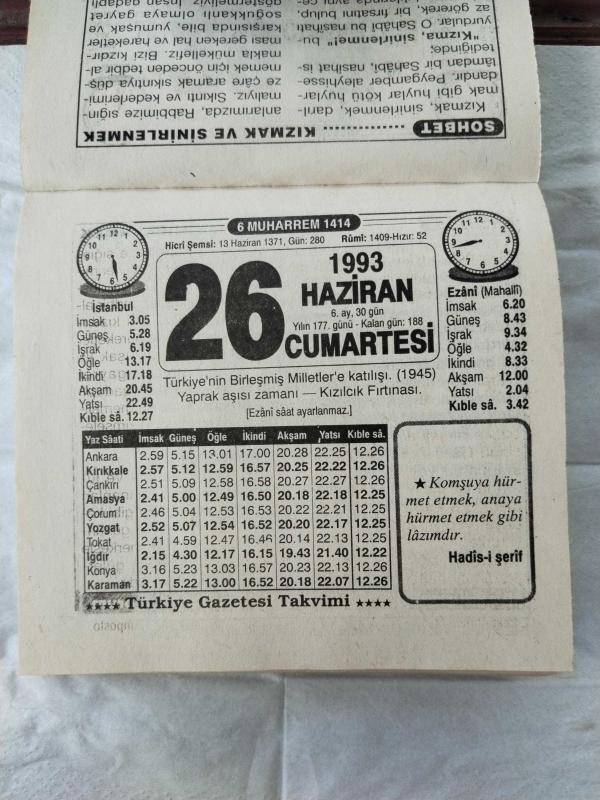 SOHBET ........ KIZMAK VE SİNİRLENMEK
Kızmak, sinirlenmek, darıl-
mak gibi huylar kötü huylar-
dandır. Peygamber aleyhisse-
lâmdan bir Sahâbi, nasihat is-
tediğinde;
"Kızma, sinirlenme!" bu-
yurdular. O Sahâbî bu nasihati
az görerek, bir fırsatını bulup,
anlarımızda, Rabbimize sığın-
malıyız. Sıkıntı ve kederlerimi-
ze çâre aramak sıkıntıya düş-
memek için önceden tedbir al-
makla mükellefiz. Bizi kızdır-
ması gereken hal ve hareketler
karşısında bile, yumuşak ve
soğukkanlı olmaya gayret
göstermeliyiz. İnsan gadabli
6 MUHARREM 1414
Hicri Şemsi: 13 Haziran 1371, Gün: 280 Rûmî: 1409-Hızır: 52
26
1993
HAZİRAN
6. ay, 30 gün
Yılın 177. günü - Kalan gün: 188
CUMARTESİ
İstanbul
İmsak 3.05
Güneş 5.28
İşrak 6.19
Öğle 13.17
İkindi 17.18
Akşam 20.45
Yatsı 22.49
Kıble sâ. 12.27
Ezânî (Mahallî)
İmsak 6.20
Güneş 8.43
İşrak 9.34
Öğle 4.32
İkindi 8.33
Akşam 12.00
Yatsı 2.04
Kıble sâ. 3.42
Türkiye'nin Birleşmiş Milletler'e katılışı. (1945)
Yaprak aşısı zamanı — Kızılcık Fırtınası.
[Ezânî sâat ayarlanmaz.]
Yaz Sâati İmsak Güneş Öğle İkindi Akşam Yatsı Kıble sâ.
Ankara 2.59 5.15 13.01 17.00 20.28 22.25 12.26
Kırıkkale 2.57 5.12 12.59 16.57 20.25 22.22 12.26
Çankırı 2.51 5.09 12.58 16.58 20.27 22.27 12.26
Amasya 2.41 5.00 12.49 16.50 20.18 22.18 12.25
Çorum 2.46 5.04 12.53 16.53 20.22 22.21 12.25
Yozgat 2.52 5.07 12.54 16.52 20.20 22.17 12.25
Tokat 2.41 4.59 12.47 16.46 20.14 22.13 12.25
Iğdır 2.15 4.30 12.17 16.15 19.43 21.40 12.22
Konya 3.16 5.23 13.03 16.57 20.23 22.13 12.26
Karaman 3.17 5.22 13.00 16.52 20.18 22.07 12.26
★ Komşuya hür-
met etmek, anaya
hürmet etmek gibi
lâzımdır.
Hadîs-i şerîf
★★★★ Türkiye Gazetesi Takvimi ★★★★